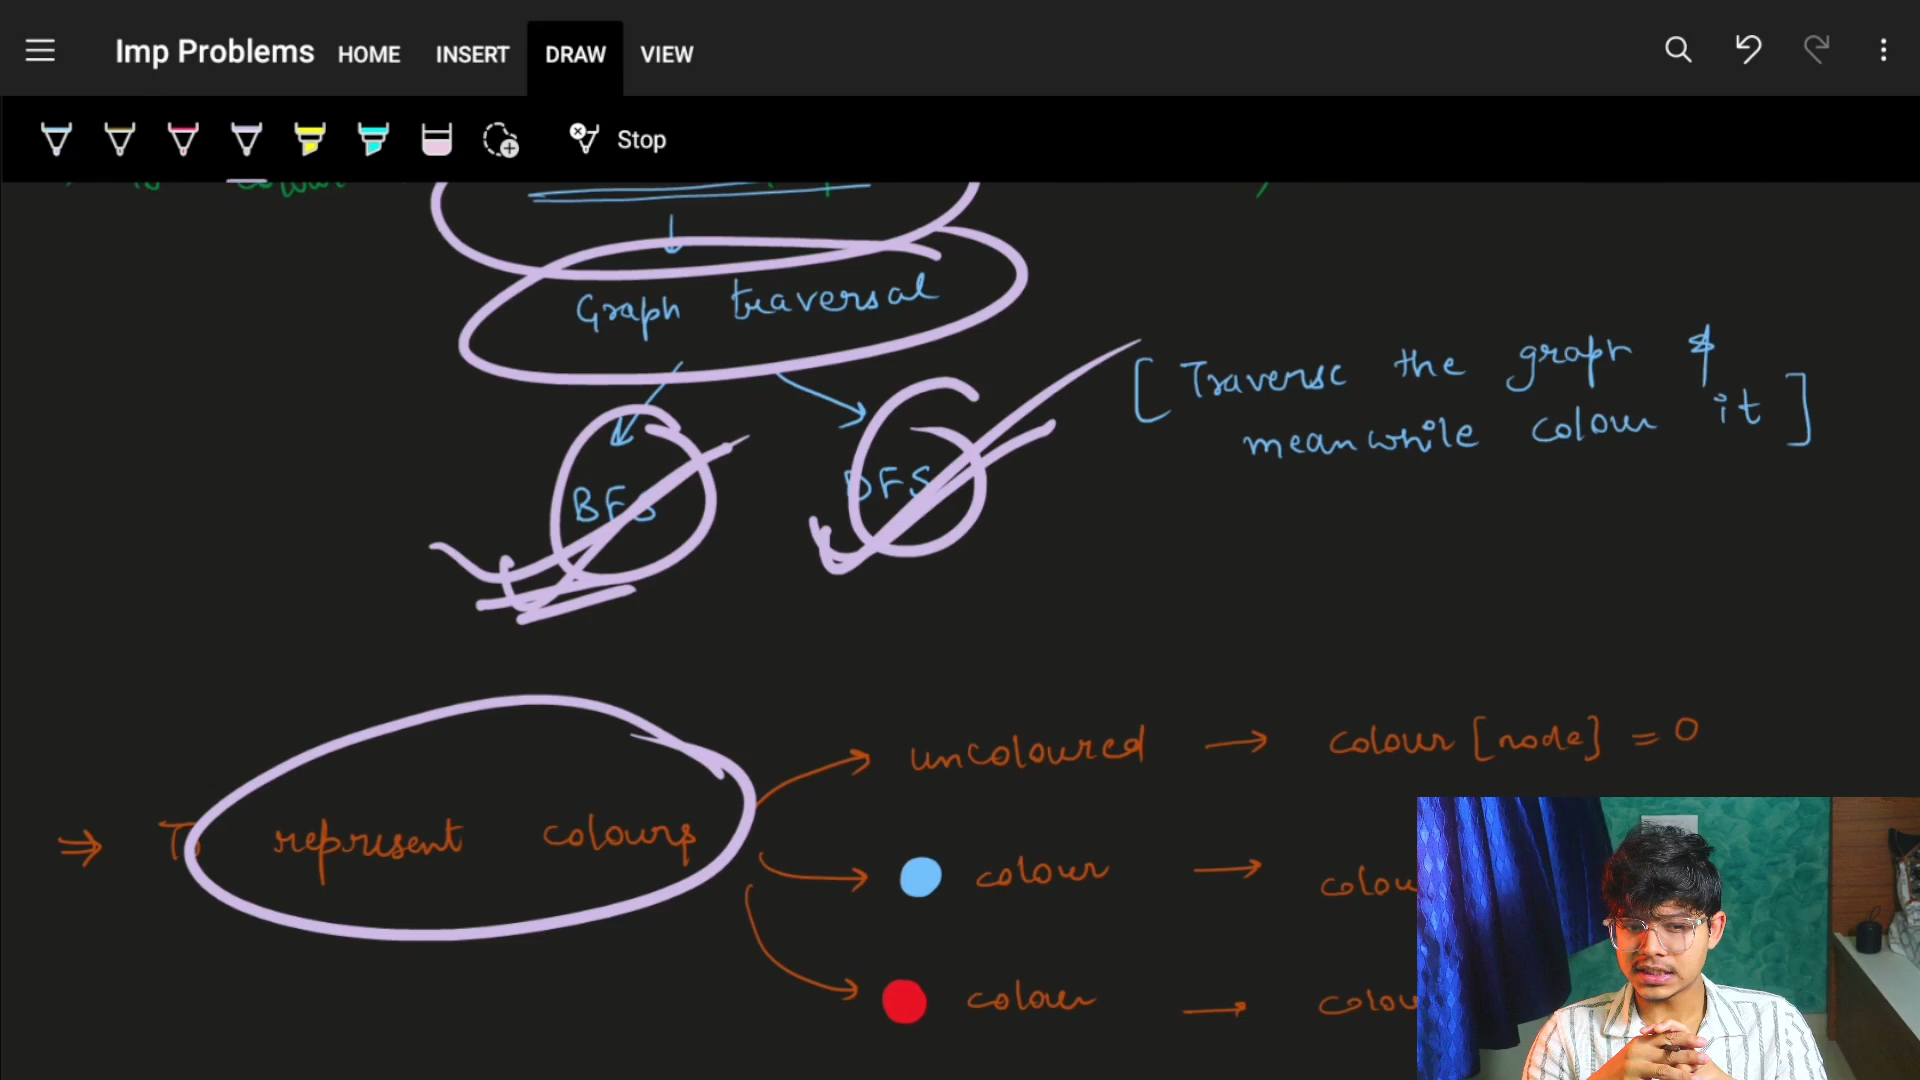 Imp Problems HOME INSERT DRAW VIEW
Stop
Graph traversal
[Traverse the graph &
meanwhile colour it]
BFS DFS
uncoloured → colour [node] = 0
⇒ To represent colours
colour →
colour →